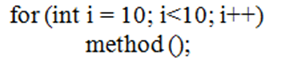 for (int i = 10; i<10; i++)
method ();